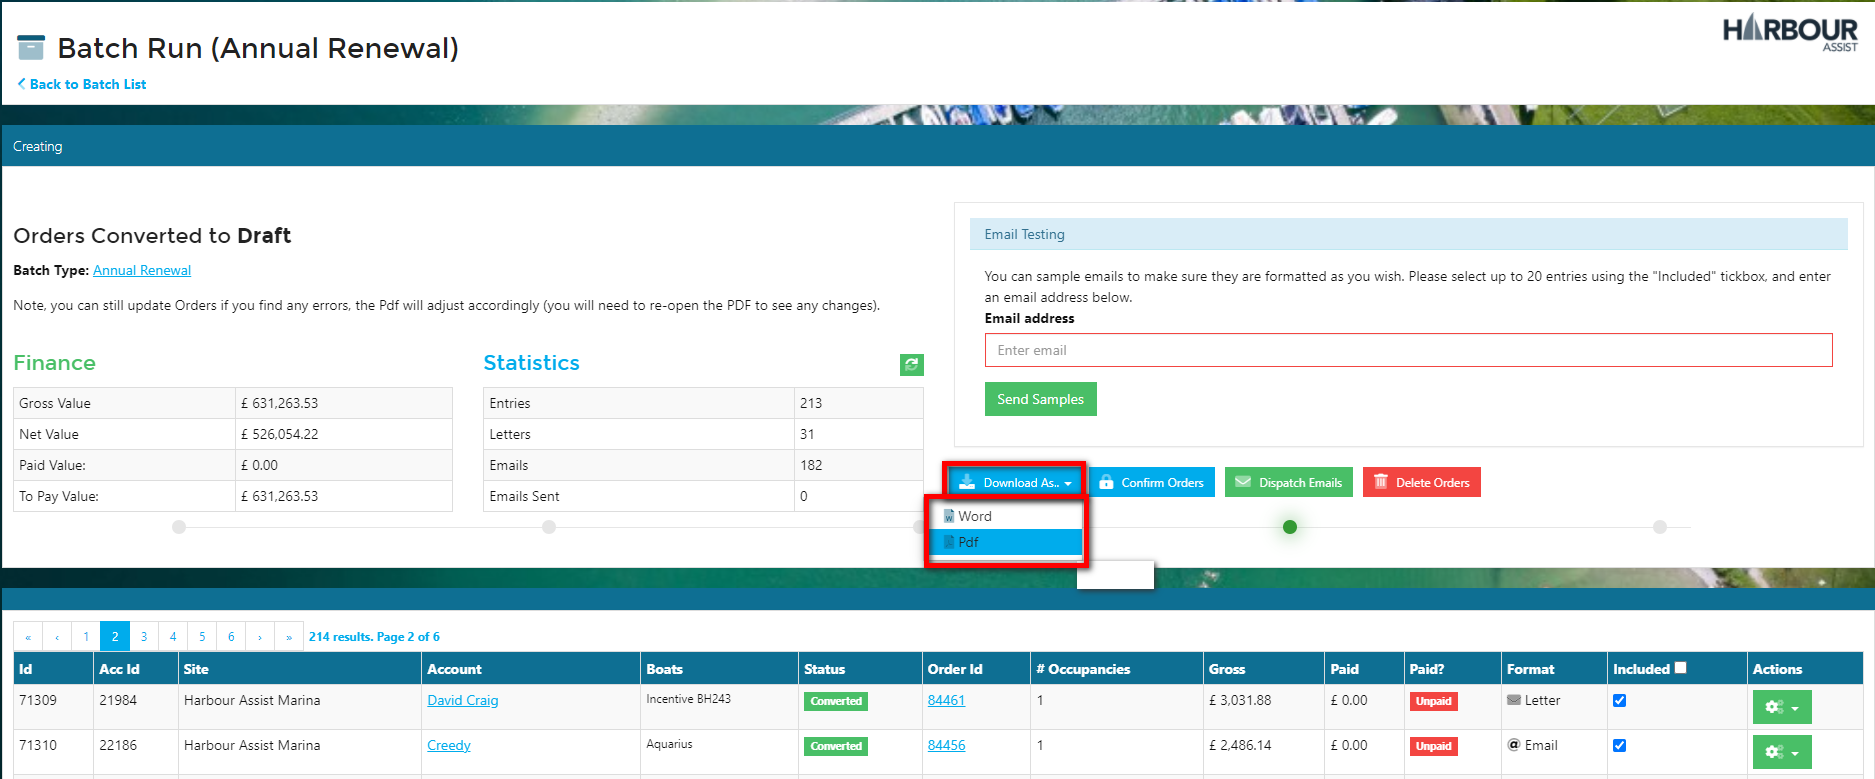 Batch Run (Annual Renewal)
HARBOUR
ASSIST
Back to Batch List
Creating
Orders Converted to Draft
Batch Type: Annual Renewal
Note, you can still update Orders if you find any errors, the Pdf will adjust accordingly (you will need to re-open the PDF to see any changes).
Email Testing
You can sample emails to make sure they are formatted as you wish. Please select up to 20 entries using the "Included" tickbox, and enter
an email address below.
Email address
Enter email
Send Samples
Finance
Gross Value £ 631,263.53
Net Value £ 526,054.22
Paid Value: £ 0.00
To Pay Value: £ 631,263.53
Statistics
Entries 213
Letters 31
Emails 182
Emails Sent 0
Download As.. Confirm Orders Dispatch Emails Delete Orders
Word
Pdf
« ‹ 1 2 3 4 5 6 › » 214 results. Page 2 of 6
Id Acc Id Site Account Boats Status Order Id # Occupancies Gross Paid Paid? Format Included Actions
71309 21984 Harbour Assist Marina David Craig Incentive BH243 Converted 84461 1 £ 3,031.88 £ 0.00 Unpaid Letter
71310 22186 Harbour Assist Marina Creedy Aquarius Converted 84456 1 £ 2,486.14 £ 0.00 Unpaid Email